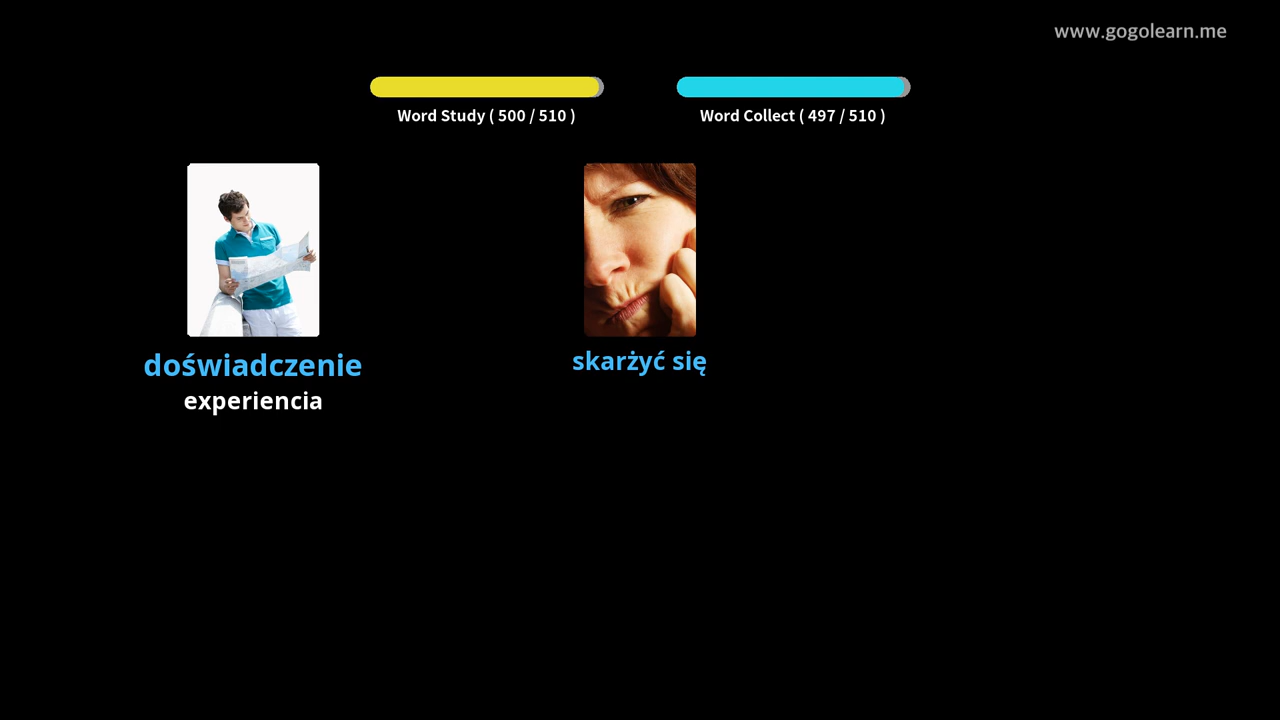 www.gogolearn.me
Word Study ( 500 / 510 )
Word Collect ( 497 / 510 )
doświadczenie
experiencia
skarżyć się